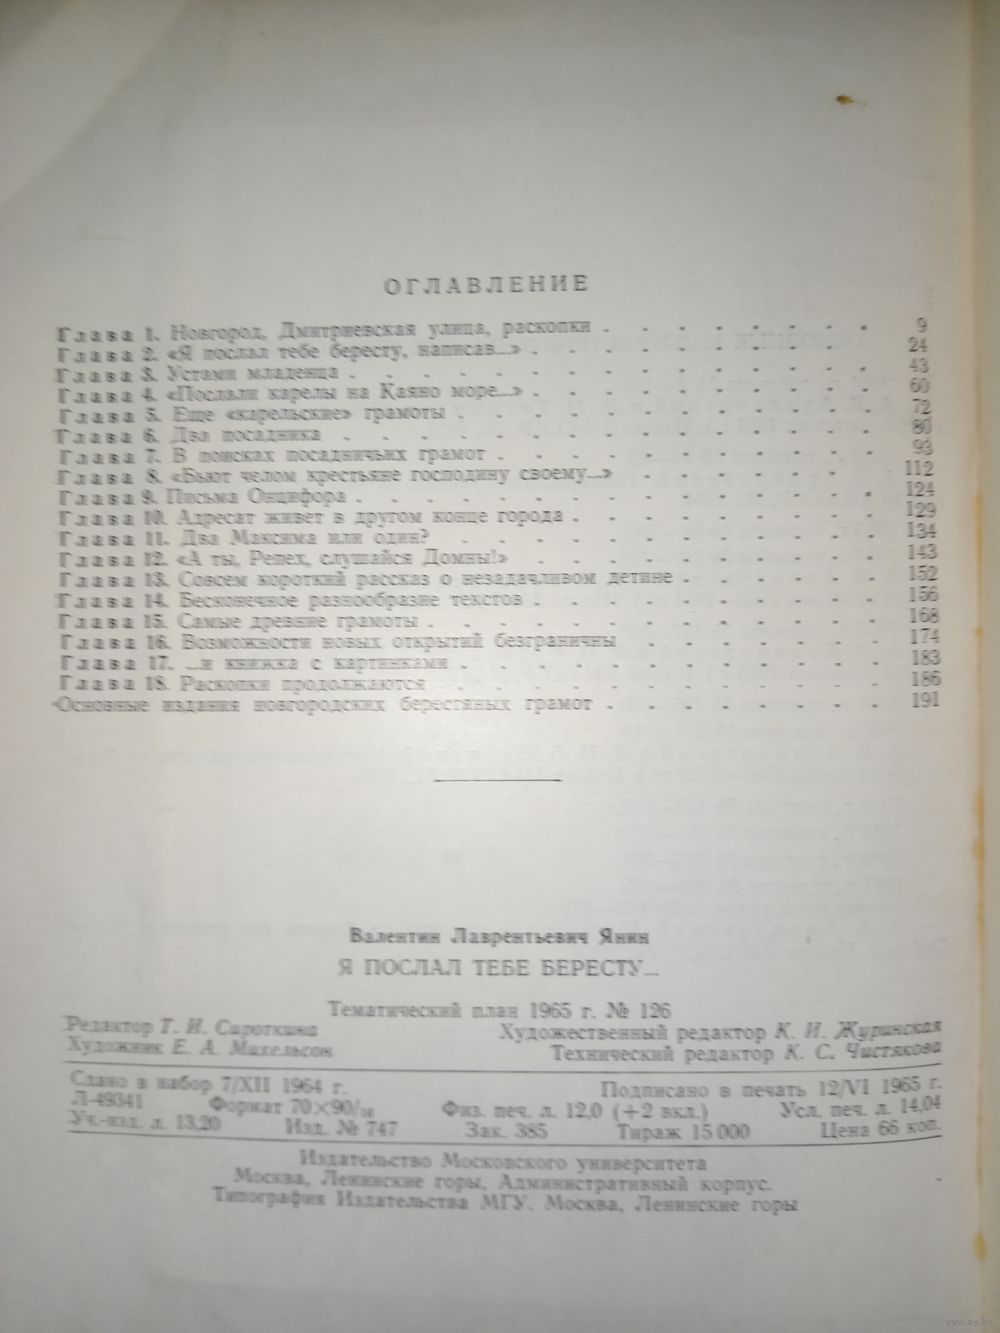 ОГЛАВЛЕНИЕ
Глава 1. Новгород, Дмитриевская улица, раскопки . . . . . . . . 9
Глава 2. «Я послал тебе бересту, написав...» . . . . . . . . . . 24
Глава 3. Устами младенца . . . . . . . . . . . . . . 43
Глава 4. «Послали карелы на Каяно море...» . . . . . . . . . . 60
Глава 5. Еще «карельские» грамоты . . . . . . . . . . . . 72
Глава 6. Два посадника . . . . . . . . . . . . . . . 80
Глава 7. В поисках посадничьих грамот . . . . . . . . . . . 93
Глава 8. «Бьют челом крестьяне господину своему...» . . . . . . . 112
Глава 9. Письма Онцифора . . . . . . . . . . . . . . 124
Глава 10. Адресат живет в другом конце города . . . . . . . . . 129
Глава 11. Два Максима или один? . . . . . . . . . . . . 134
Глава 12. «А ты, Репех, слушайся Домны!» . . . . . . . . . . 143
Глава 13. Совсем короткий рассказ о незадачливом детине . . . . . . 152
Глава 14. Бесконечное разнообразие текстов . . . . . . . . . . 156
Глава 15. Самые древние грамоты . . . . . . . . . . . . 168
Глава 16. Возможности новых открытий безграничны . . . . . . . 174
Глава 17. ...и книжка с картинками . . . . . . . . . . . . 183
Глава 18. Раскопки продолжаются . . . . . . . . . . . . 186
Основные издания новгородских берестяных грамот . . . . . . . . 191
Валентин Лаврентьевич Янин
Я ПОСЛАЛ ТЕБЕ БЕРЕСТУ...
Тематический план 1965 г. № 126
Редактор Т. И. Сироткина Художественный редактор К. И. Журинская
Художник Е. А. Михельсон Технический редактор К. С. Чистякова
Сдано в набор 7/XII 1964 г. Подписано в печать 12/VI 1965 г.
Л-49341 Формат 70×90/16 Физ. печ. л. 12,0 (+2 вкл.) Усл. печ. л. 14,04
Уч.-изд. л. 13,20 Изд. № 747 Зак. 385 Тираж 15 000 Цена 66 коп.
Издательство Московского университета
Москва, Ленинские горы, Административный корпус.
Типография Издательства МГУ. Москва, Ленинские горы
www.ay.by